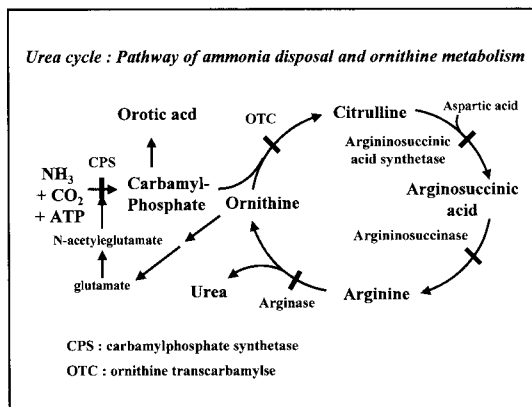 Urea cycle : Pathway of ammonia disposal and ornithine metabolism
Orotic acd
OTC
Citrulline
Aspartic acid
Argininosuccinic
acid synthetase
CPS
NH3
+ CO2
+ ATP
Carbamyl-
Phosphate
Ornithine
Arginosuccinic
acid
N-acetyleglutamate
Argininosuccinase
glutamate
Urea
Arginase
Arginine
CPS : carbamylphosphate synthetase
OTC : ornithine transcarbamylse